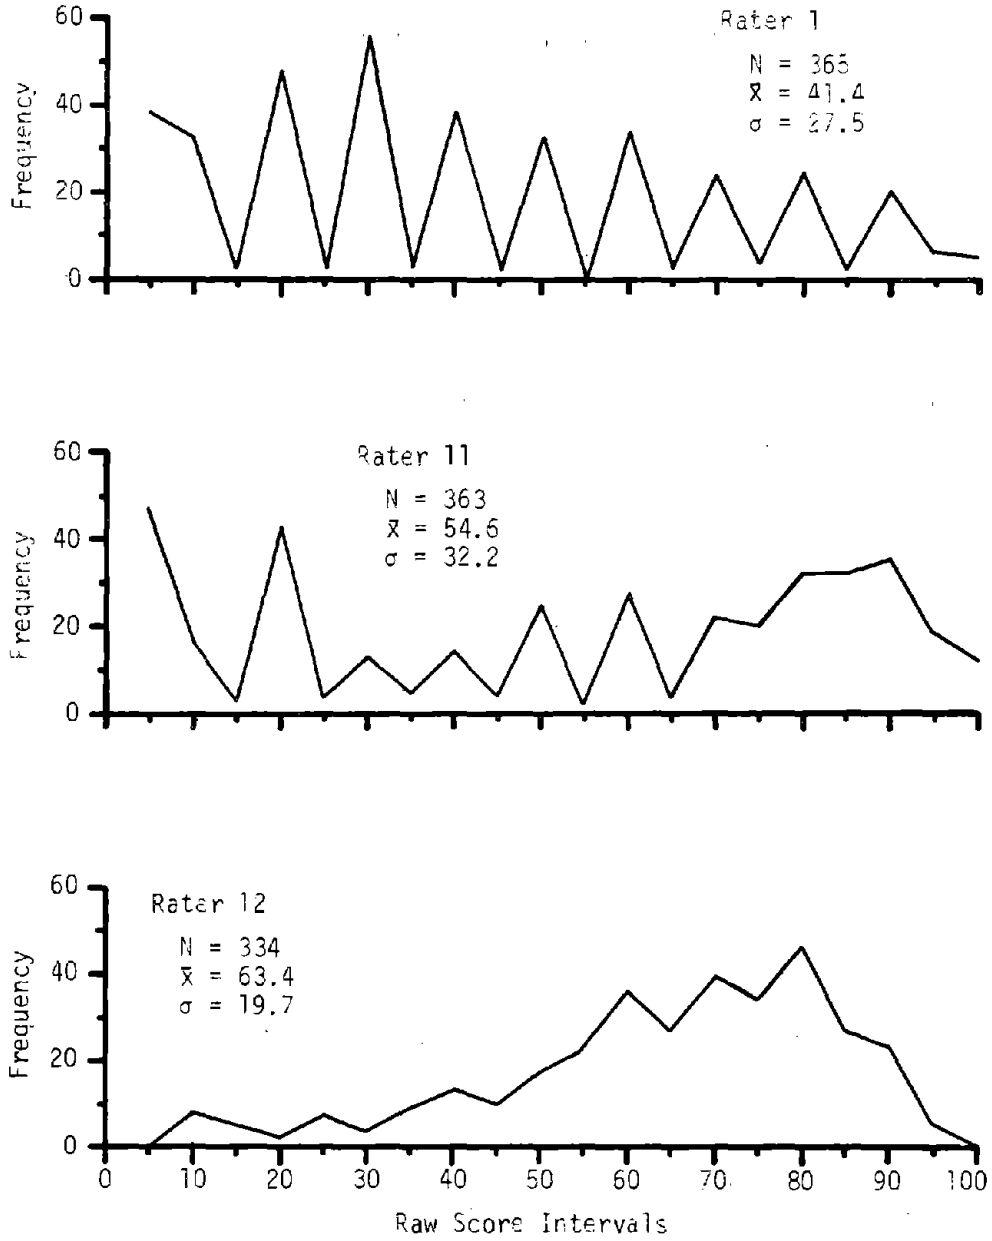 60
40
20
0
Frequency
Rater 1
N = 365
x̄ = 41.4
σ = 27.5
60
40
20
0
Frequency
Rater 11
N = 363
x̄ = 54.6
σ = 32.2
60
40
20
0
Frequency
Rater 12
N = 334
x̄ = 63.4
σ = 19.7
0 10 20 30 40 50 60 70 80 90 100
Raw Score Intervals